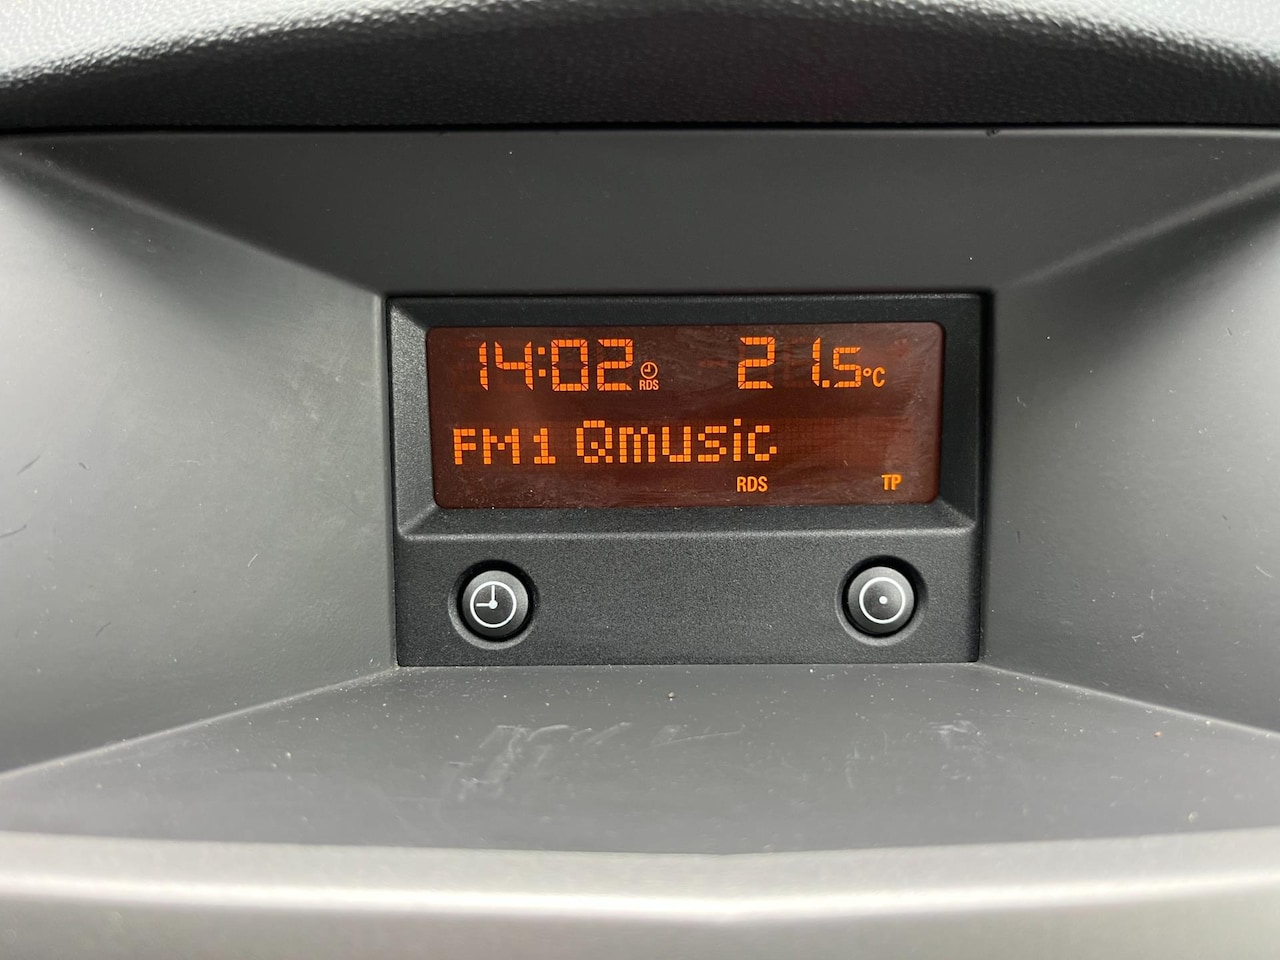 14:02 RDS 21.5°C
FM1 Qmusic
RDS TP